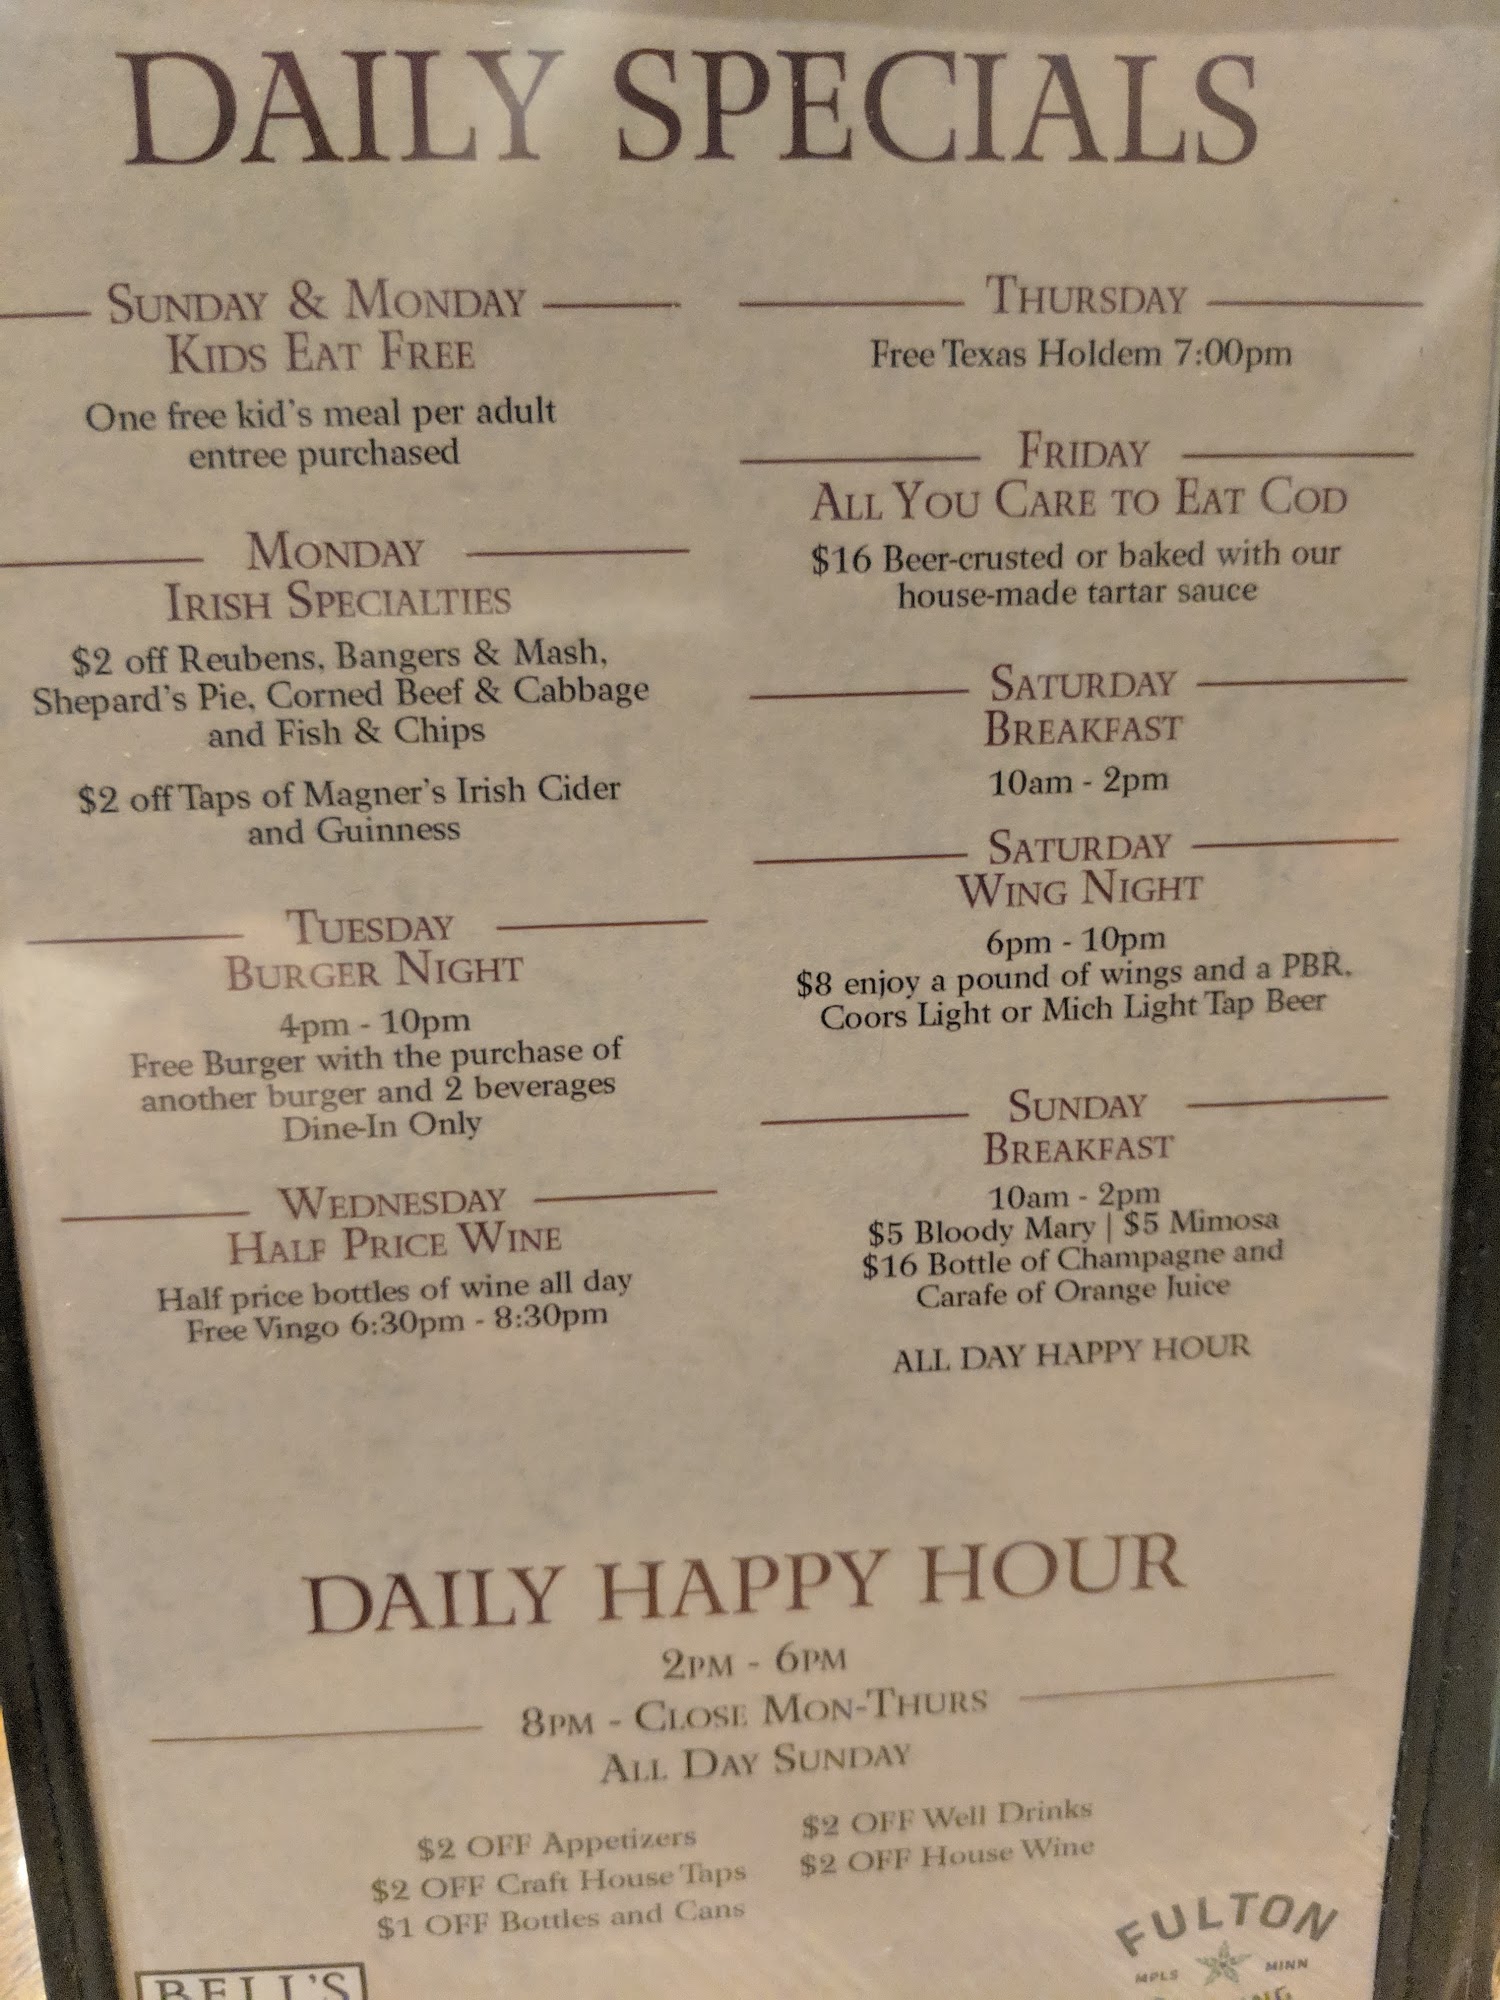 DAILY SPECIALS
SUNDAY & MONDAY
KIDS EAT FREE
One free kid's meal per adult
entree purchased
MONDAY
IRISH SPECIALTIES
$2 off Reubens, Bangers & Mash,
Shepard's Pie, Corned Beef & Cabbage
and Fish & Chips
$2 off Taps of Magner's Irish Cider
and Guinness
TUESDAY
BURGER NIGHT
4pm - 10pm
Free Burger with the purchase of
another burger and 2 beverages
Dine-In Only
WEDNESDAY
HALF PRICE WINE
Half price bottles of wine all day
Free Vingo 6:30pm - 8:30pm
THURSDAY
Free Texas Holdem 7:00pm
FRIDAY
ALL YOU CARE TO EAT COD
$16 Beer-crusted or baked with our
house-made tartar sauce
SATURDAY
BREAKFAST
10am - 2pm
SATURDAY
WING NIGHT
6pm - 10pm
$8 enjoy a pound of wings and a PBR,
Coors Light or Mich Light Tap Beer
SUNDAY
BREAKFAST
10am - 2pm
$5 Bloody Mary | $5 Mimosa
$16 Bottle of Champagne and
Carafe of Orange Juice
ALL DAY HAPPY HOUR
DAILY HAPPY HOUR
2PM - 6PM
8PM - CLOSE MON-THURS
ALL DAY SUNDAY
$2 OFF Appetizers
$2 OFF Craft House Taps
$1 OFF Bottles and Cans
$2 OFF Well Drinks
$2 OFF House Wine
BELL'S
FULTON
MPLS MINN